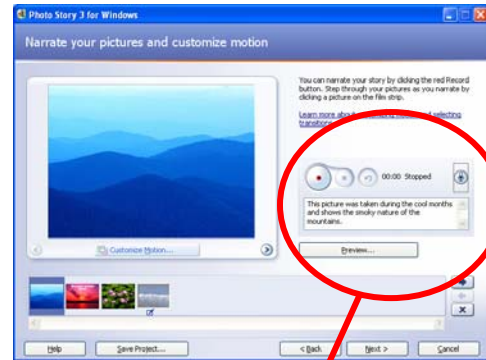 Photo Story 3 for Windows
Narrate your pictures and customize motion
You can narrate your story by clicking the red Record
button. Step through your pictures as you narrate by
clicking a picture on the film strip.
Learn more about selecting
transitions
00:00 Stopped
This picture was taken during the cool months
and shows the smoky nature of the
mountains.
Customize Motion...
Preview...
Help
Save Project...
< Back
Next >
Cancel